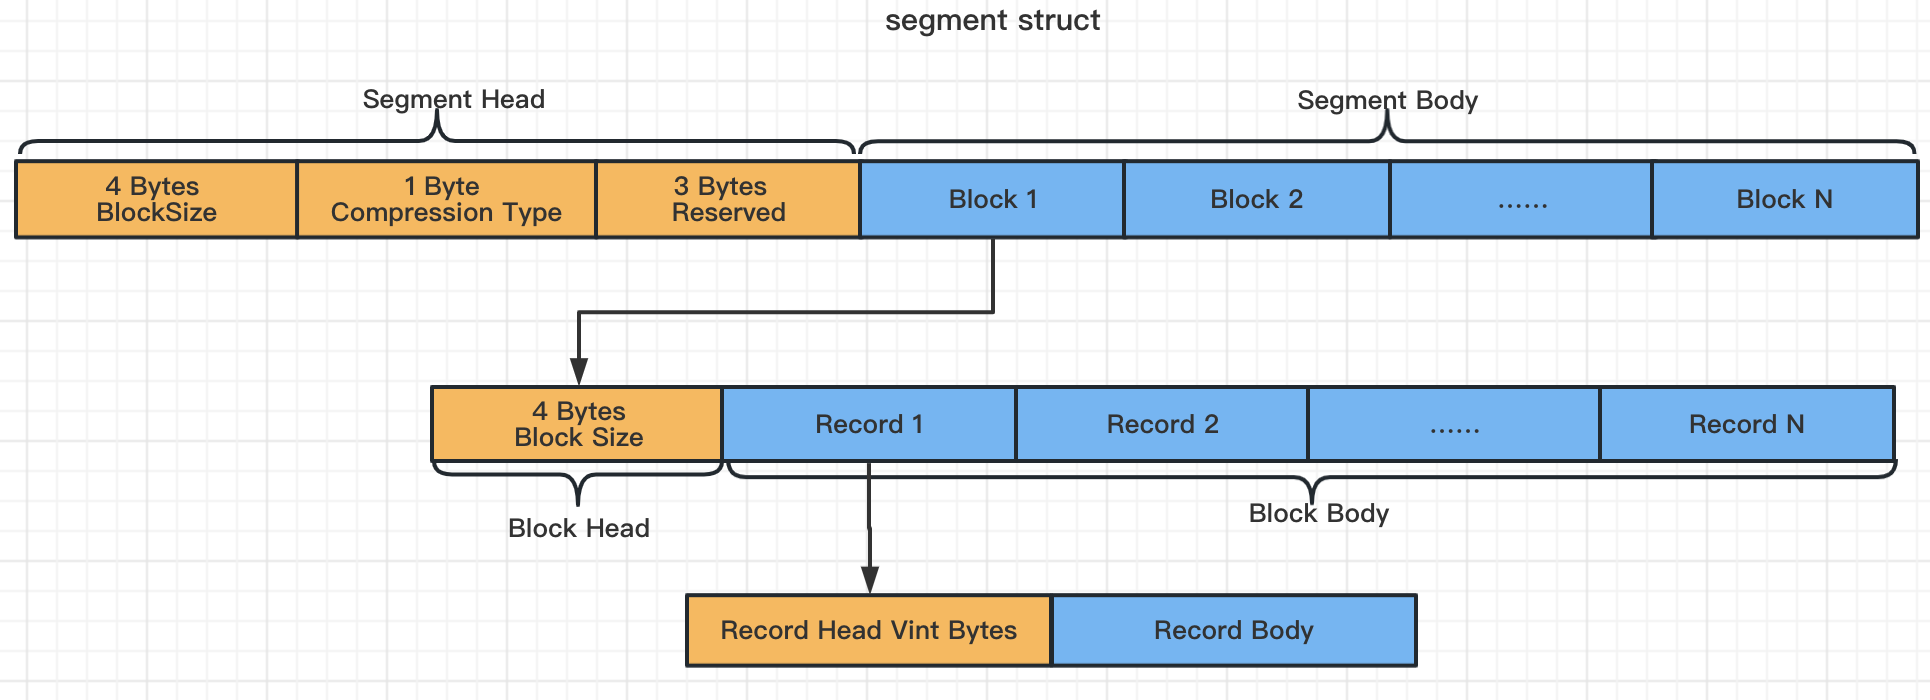 segment struct
Segment Head
Segment Body
4 Bytes
BlockSize
1 Byte
Compression Type
3 Bytes
Reserved
Block 1
Block 2
......
Block N
4 Bytes
Block Size
Record 1
Record 2
......
Record N
Block Head
Block Body
Record Head Vint Bytes
Record Body